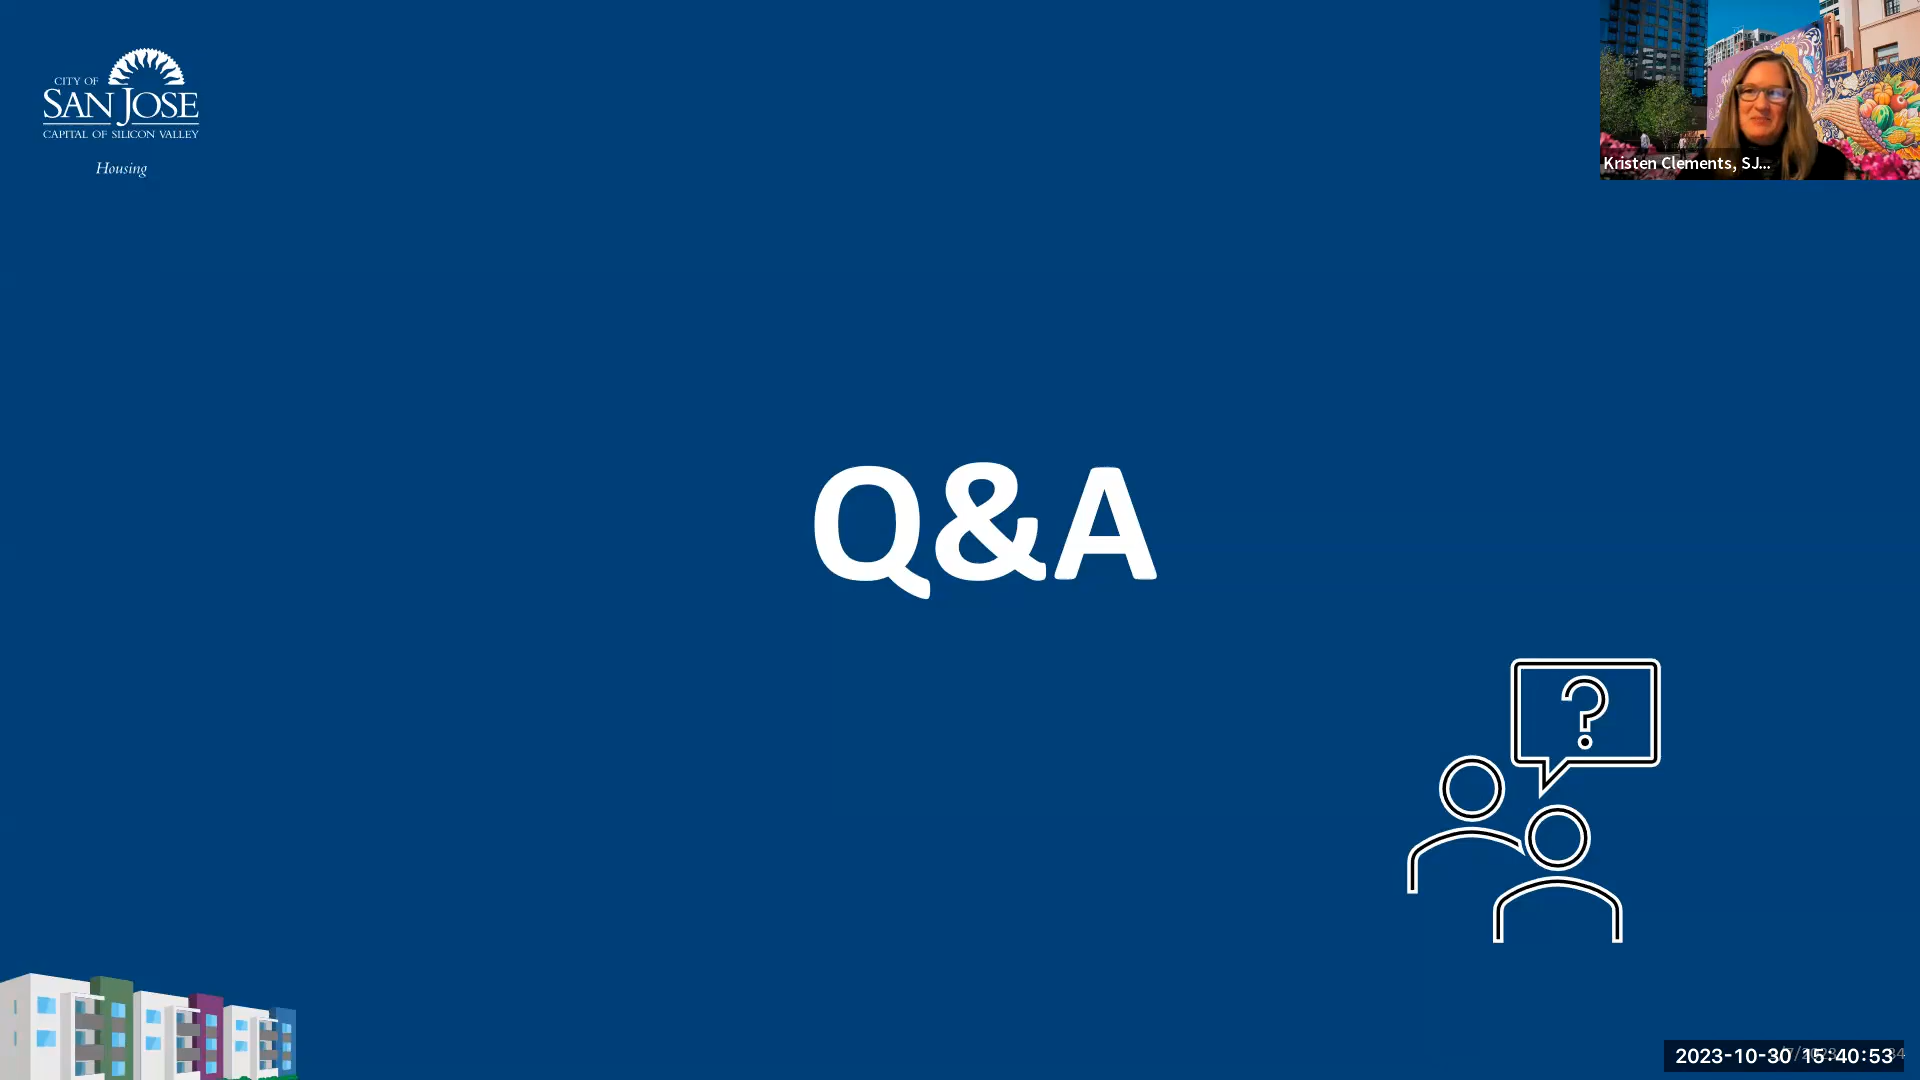 CITY OF
SAN JOSE
CAPITAL OF SILICON VALLEY
Housing
Kristen Clements, SJ...
Q&A
?
2023-10-30 15:40:53